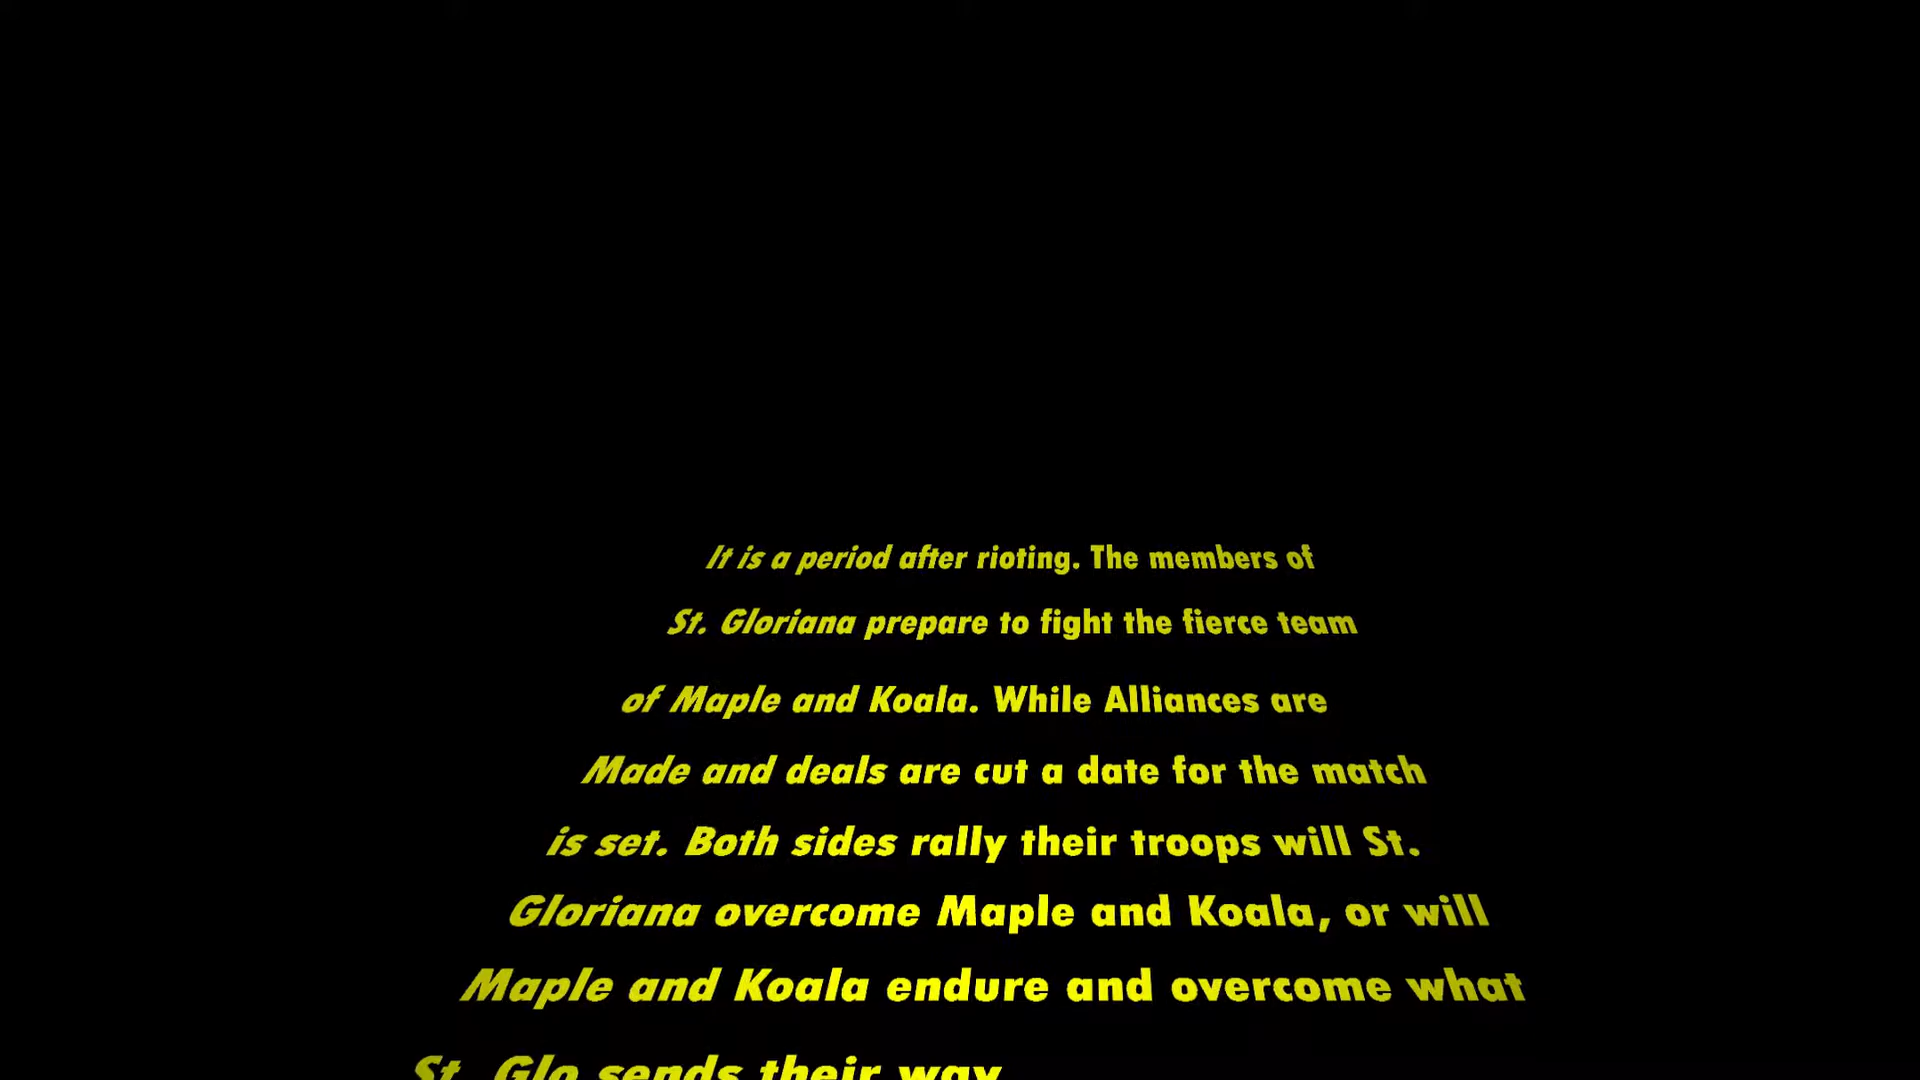 It is a period after rioting. The members of
St. Gloriana prepare to fight the fierce team
of Maple and Koala. While Alliances are
Made and deals are cut a date for the match
is set. Both sides rally their troops will St.
Gloriana overcome Maple and Koala, or will
Maple and Koala endure and overcome what
St. Glo sends their way